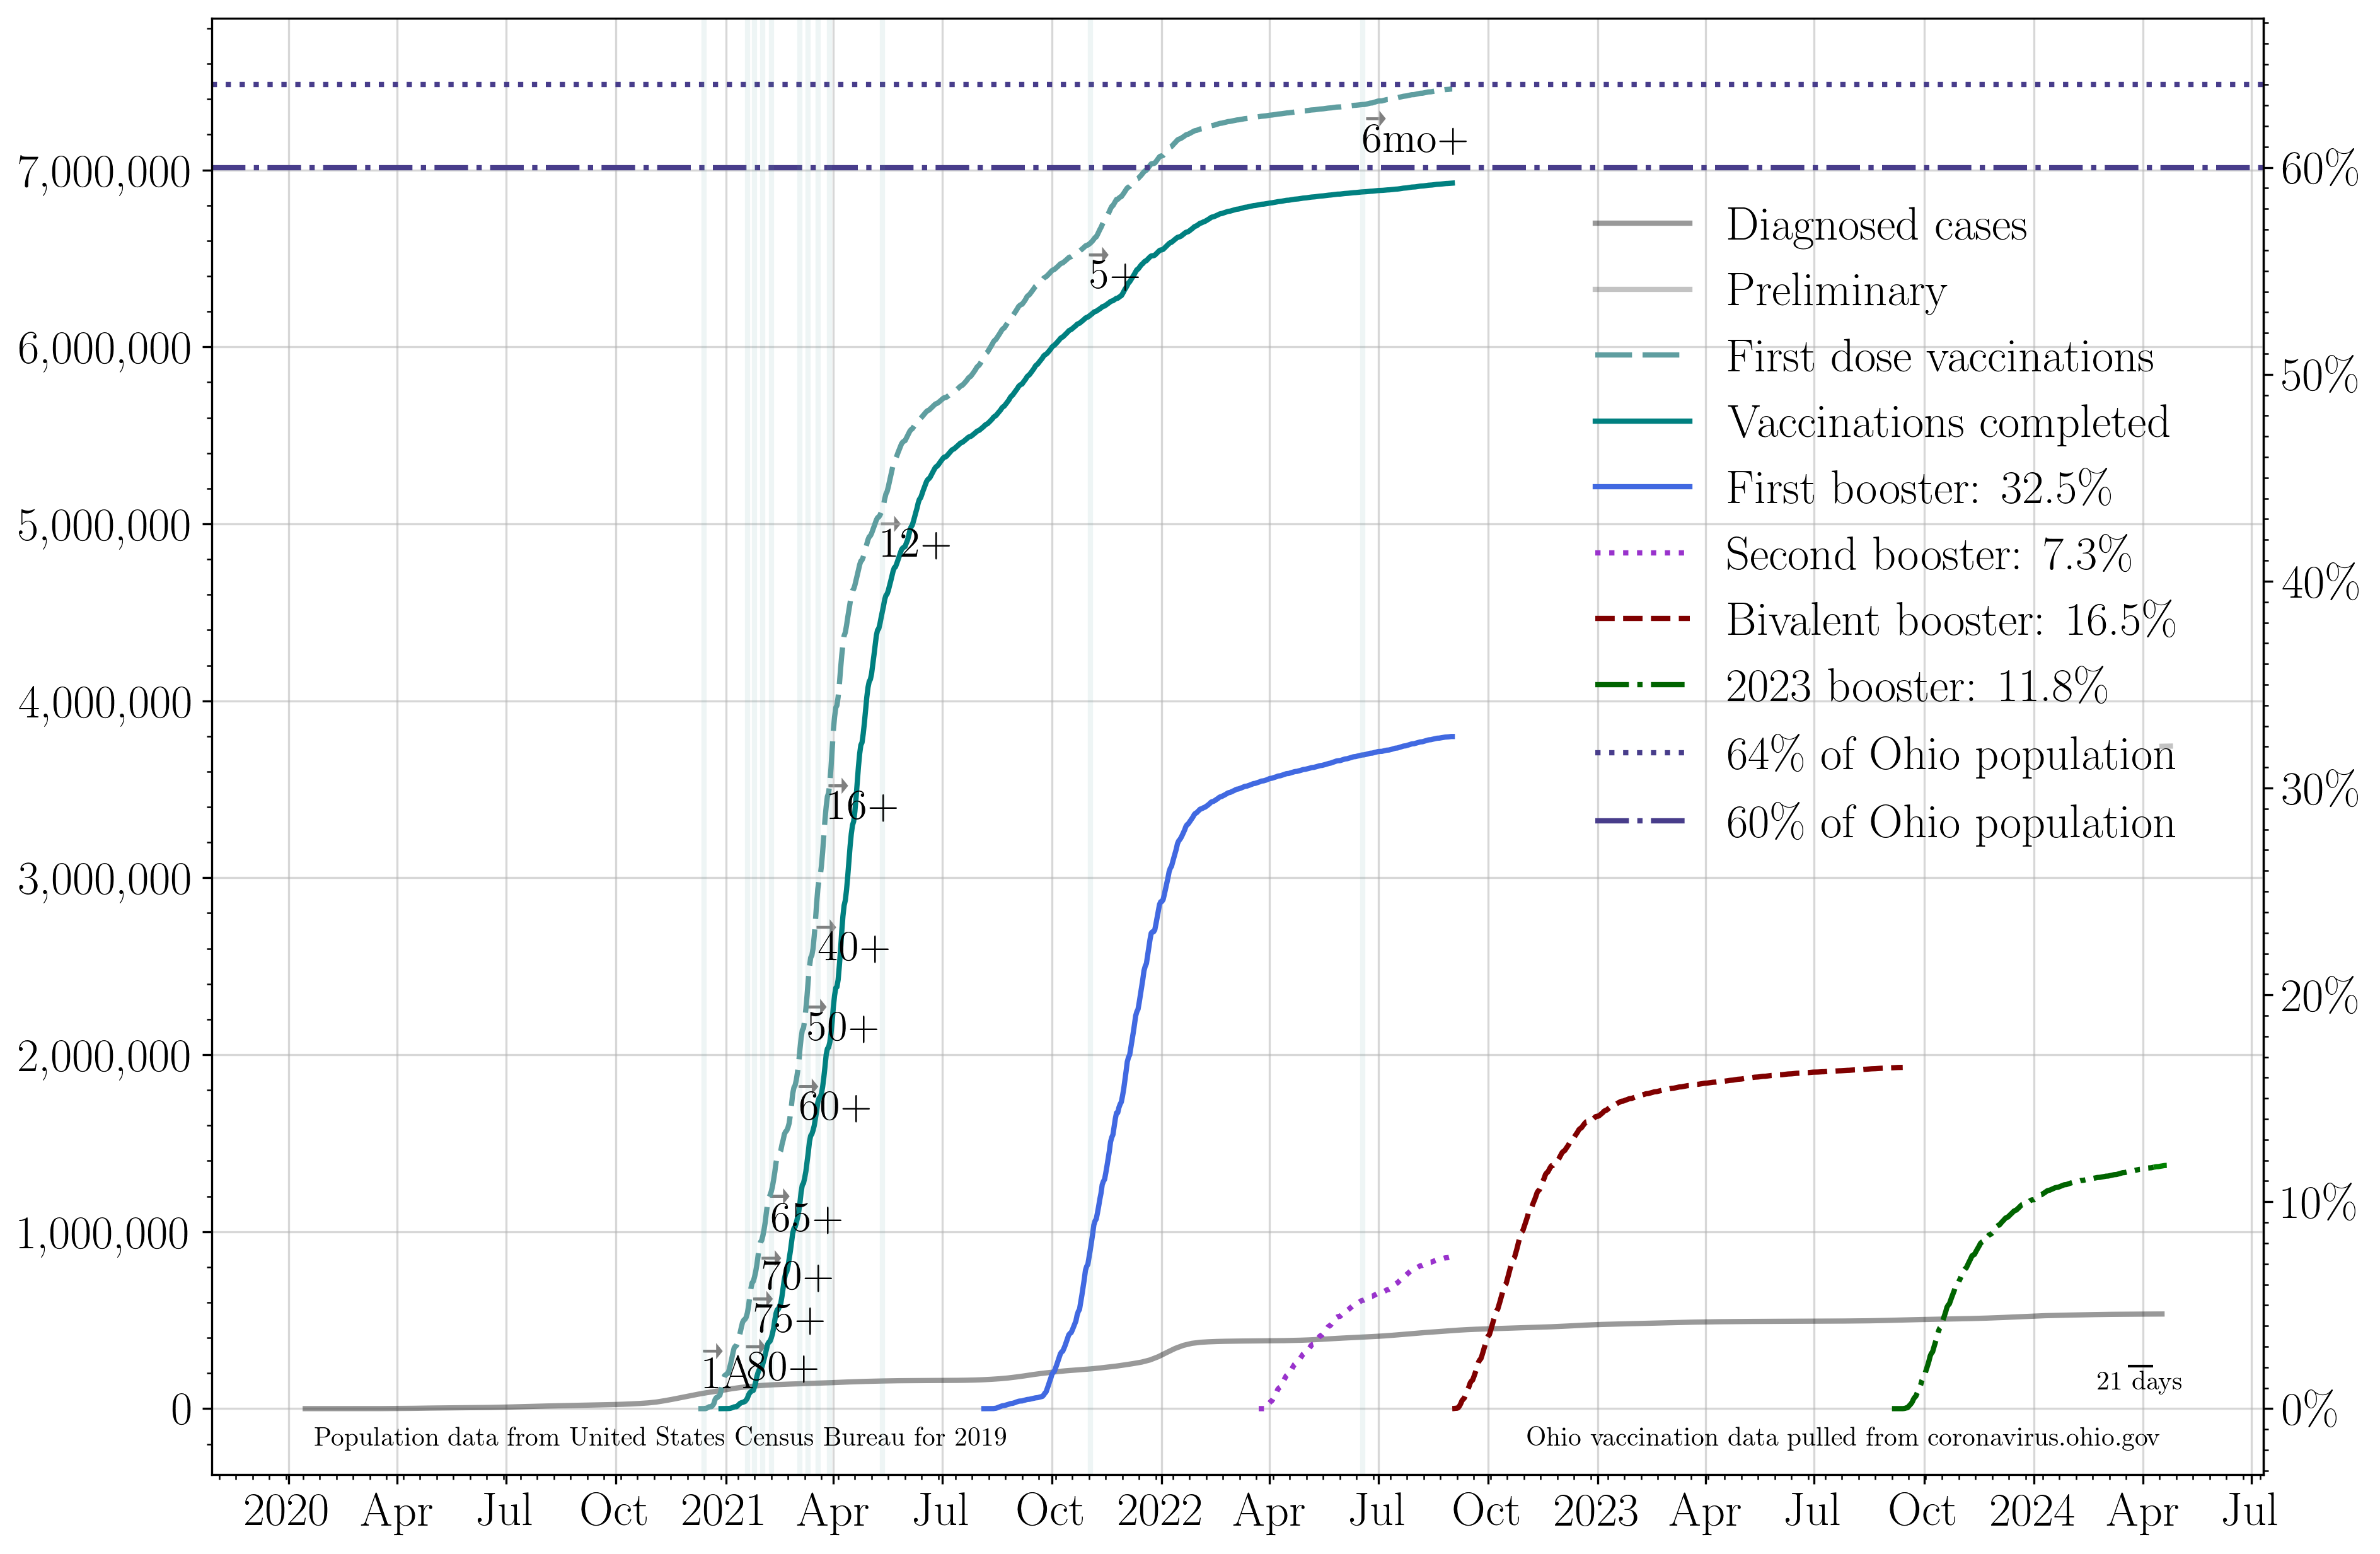 7,000,000
6,000,000
5,000,000
4,000,000
3,000,000
2,000,000
1,000,000
0
60%
50%
40%
30%
20%
10%
0%
Diagnosed cases
Preliminary
First dose vaccinations
Vaccinations completed
First booster: 32.5%
Second booster: 7.3%
Bivalent booster: 16.5%
2023 booster: 11.8%
64% of Ohio population
60% of Ohio population
6mo+
5+
12+
16+
40+
50+
60+
65+
70+
75+
80+
1A
21 days
Population data from United States Census Bureau for 2019
Ohio vaccination data pulled from coronavirus.ohio.gov
2020 Apr Jul Oct 2021 Apr Jul Oct 2022 Apr Jul Oct 2023 Apr Jul Oct 2024 Apr Jul